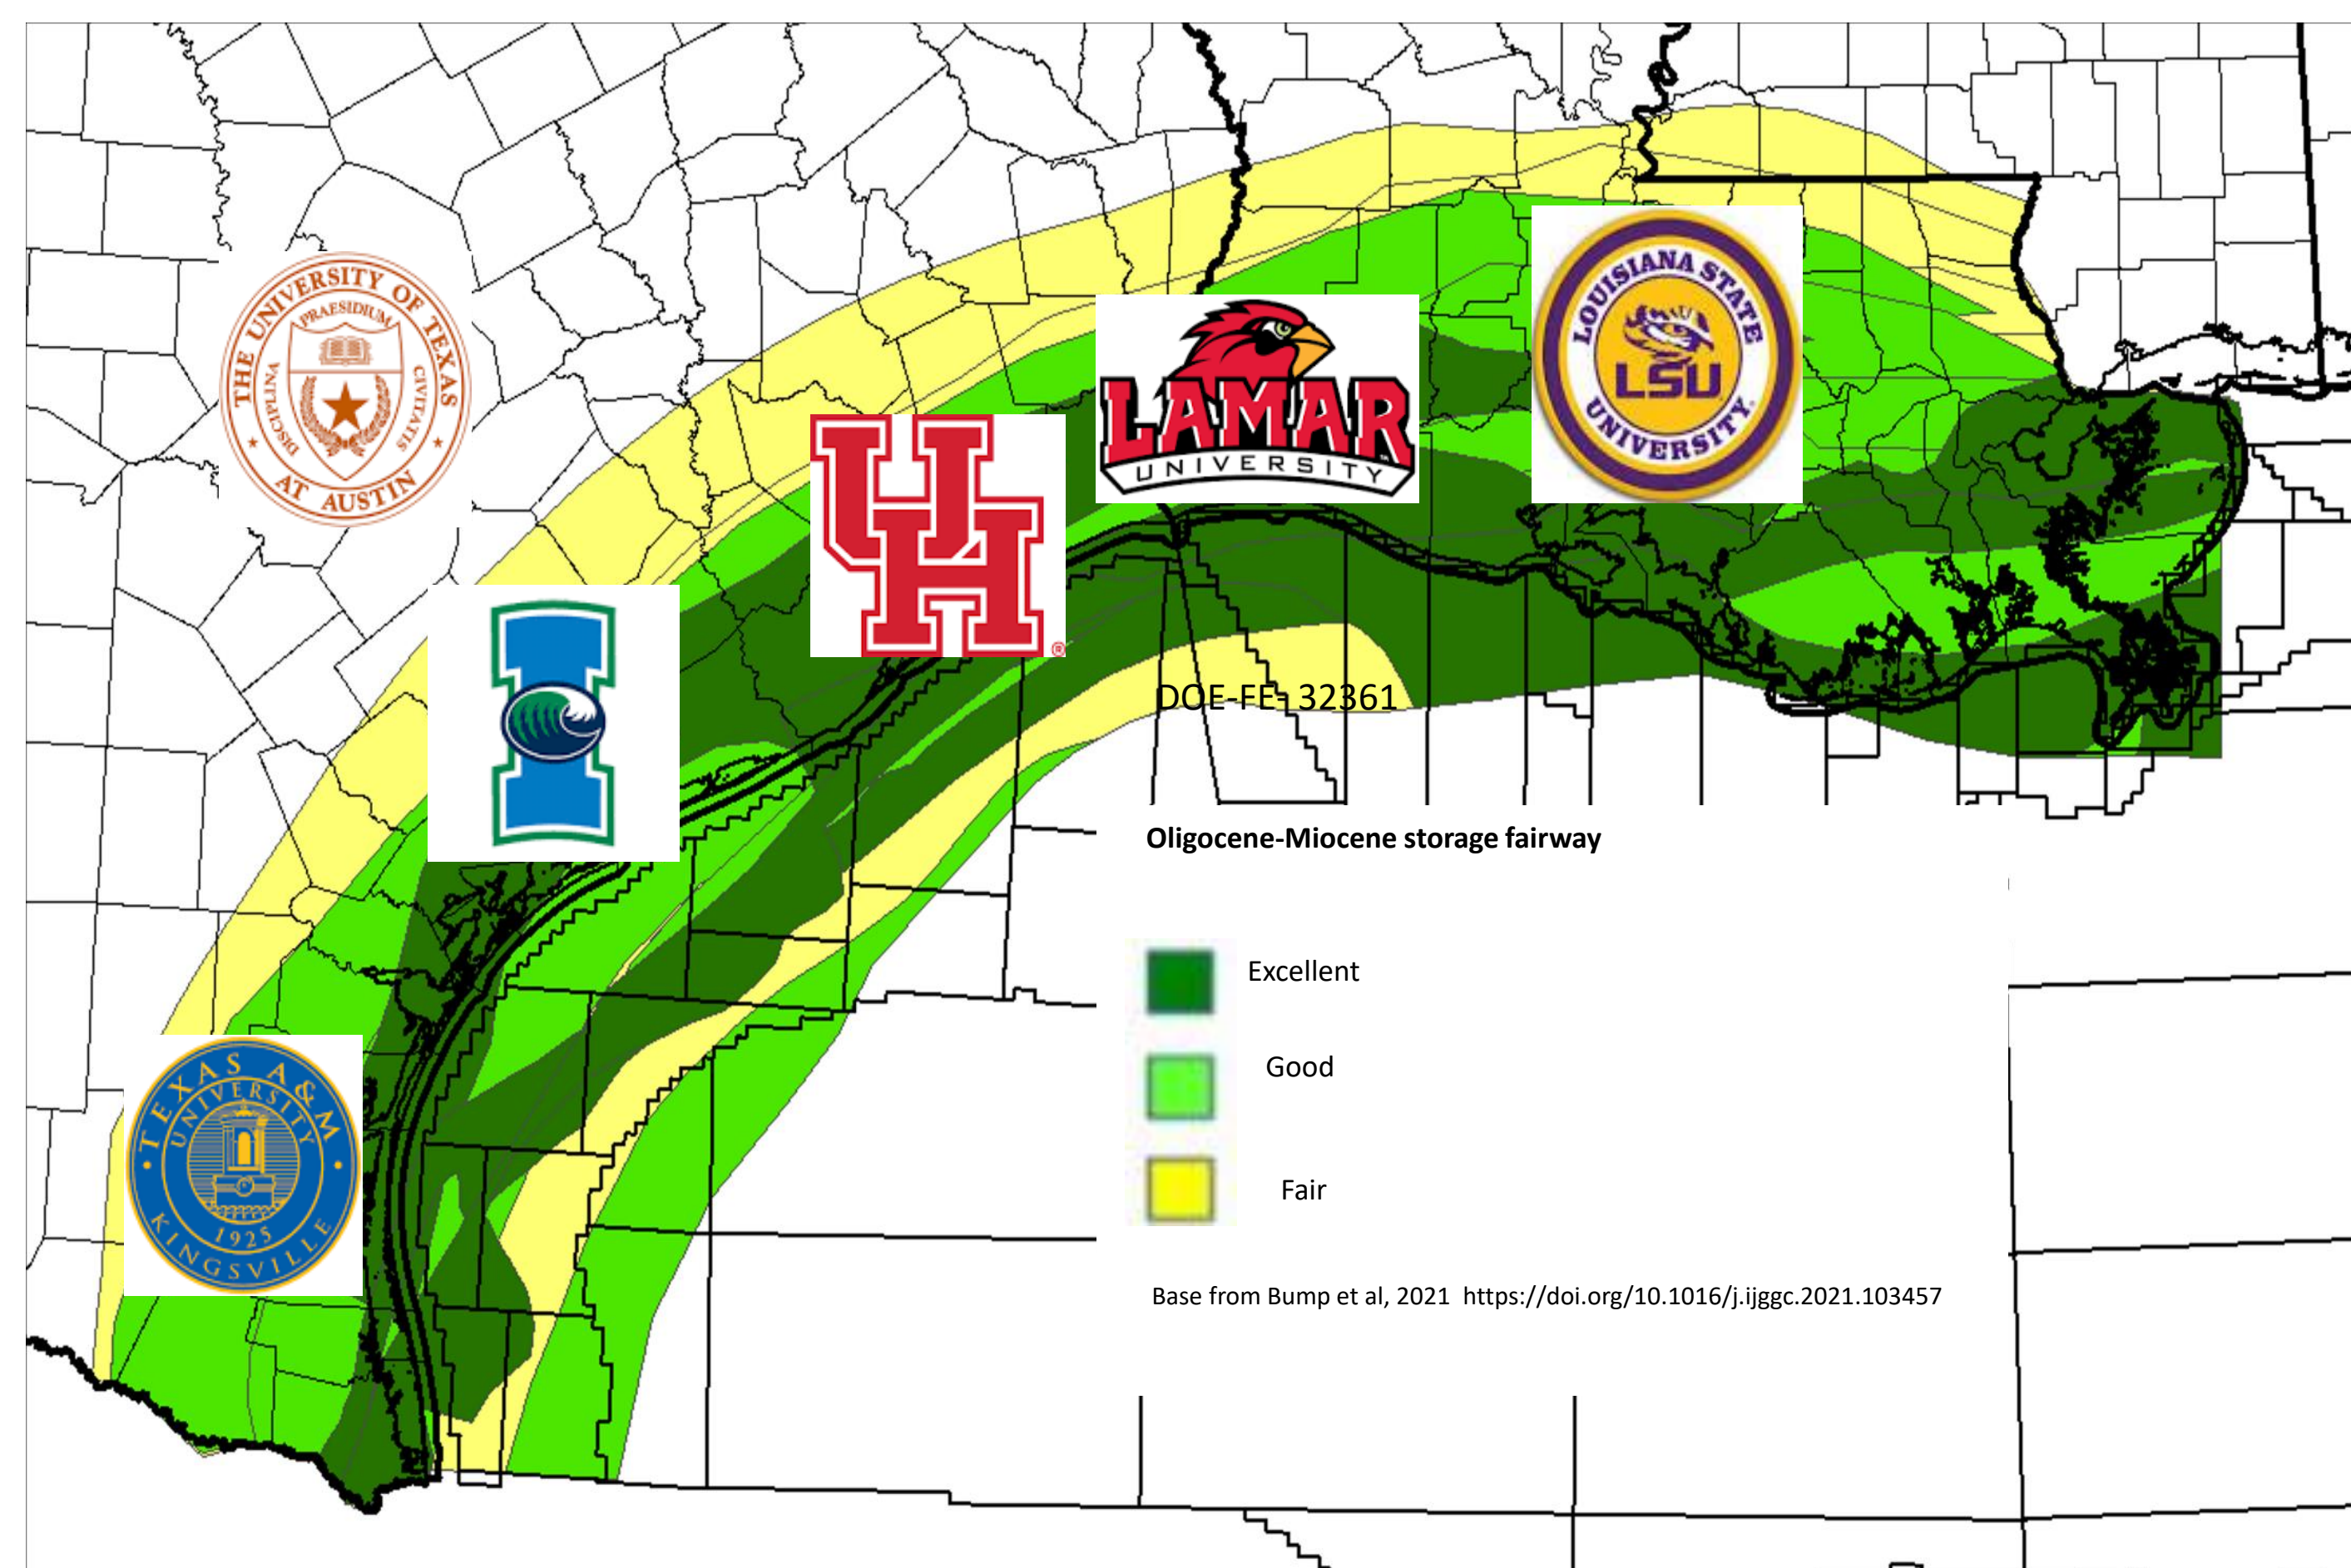 THE UNIVERSITY OF TEXAS
PRAESIDIUM
DISCIPLINA
CIVITATIS
AT AUSTIN
LOUISIANA STATE
LSU
UNIVERSITY
LAMAR
UNIVERSITY
UH
®
DOE-FE- 32361
Oligocene-Miocene storage fairway
Excellent
Good
Fair
TEXAS A&M
UNIVERSITY
1925
KINGSVILLE
Base from Bump et al, 2021 https://doi.org/10.1016/j.ijggc.2021.103457